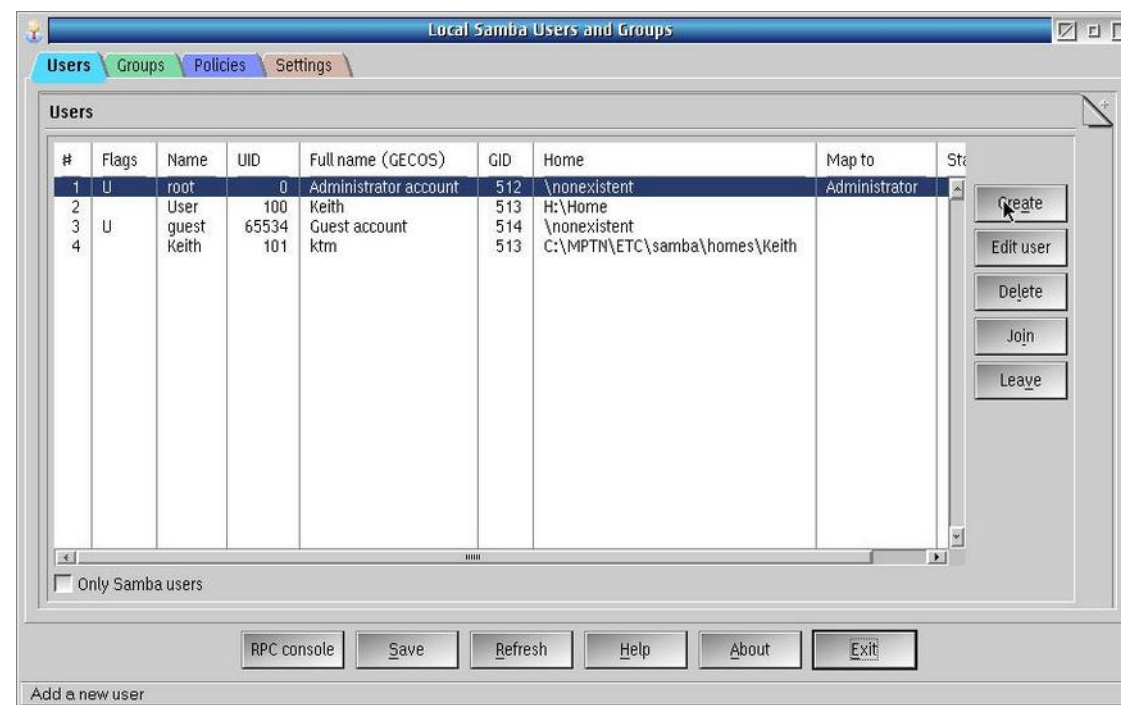 Local Samba Users and Groups
Users Groups Policies Settings
Users
# Flags Name UID Full name (GECOS) GID Home Map to
1 U root 0 Administrator account 512 \nonexistent Administrator
2 User 100 Keith 513 H:\Home
3 U guest 65534 Guest account 514 \nonexistent
4 Keith 101 ktm 513 C:\MPTN\ETC\samba\homes\Keith
Create
Edit user
Delete
Join
Leave
Only Samba users
RPC console Save Refresh Help About Exit
Add a new user